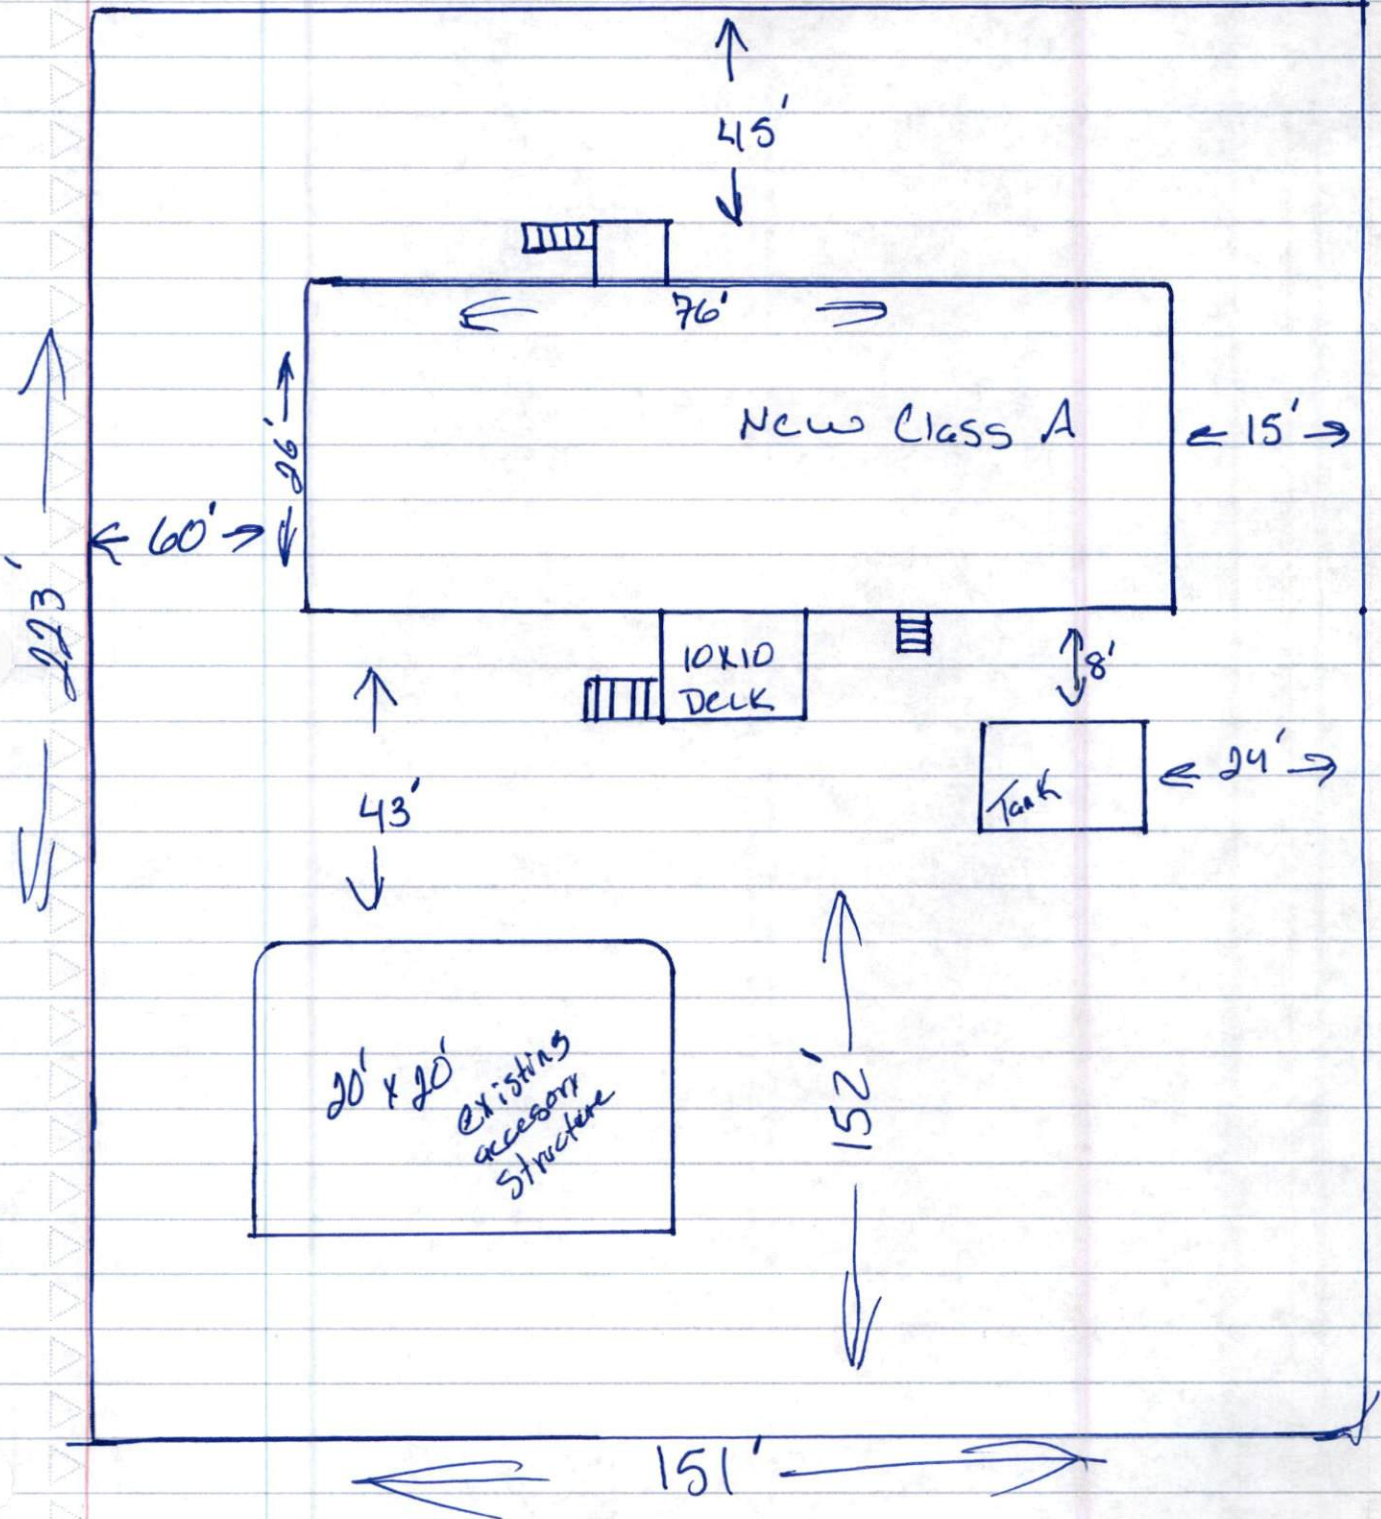 45'
76'
26'
New Class A
15'
60'
223'
10x10
Deck
8'
24'
Tank
43'
20' x 20'
existing
accesory
structure
152'
151'